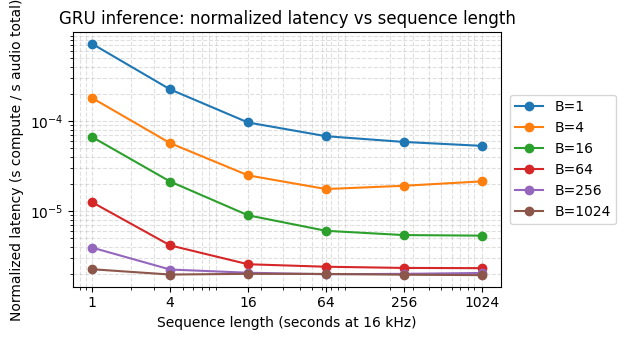 GRU inference: normalized latency vs sequence length
Normalized latency (s compute / s audio total)
10⁻⁴
10⁻⁵
1 4 16 64 256 1024
Sequence length (seconds at 16 kHz)
B=1
B=4
B=16
B=64
B=256
B=1024